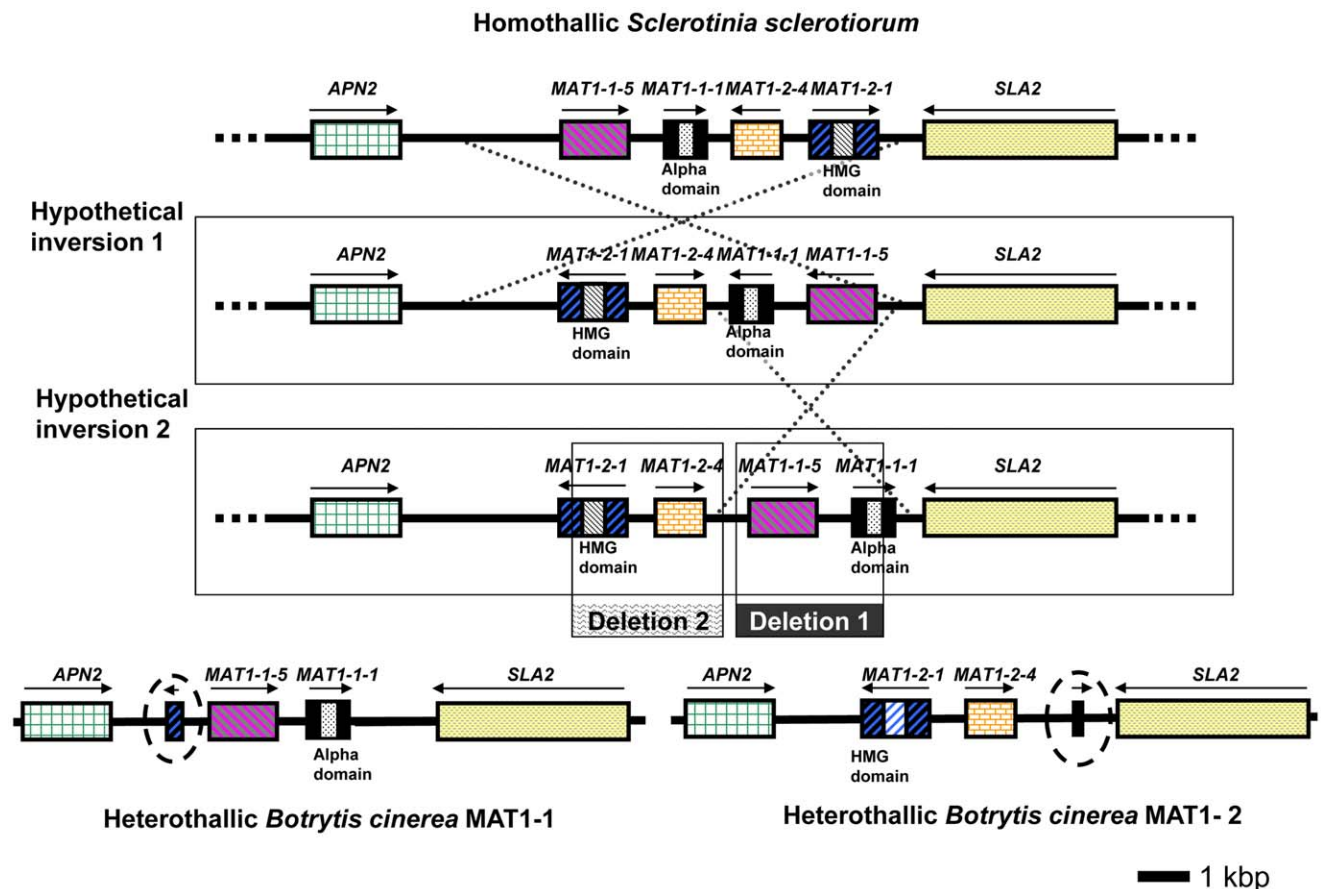 Homothallic Sclerotinia sclerotiorum
APN2 MAT1-1-5 MAT1-1-1 MAT1-2-4 MAT1-2-1 SLA2
Alpha
domain
HMG
domain
Hypothetical
inversion 1
APN2 MAT1-2-1 MAT1-2-4 MAT1-1-1 MAT1-1-5 SLA2
HMG
domain
Alpha
domain
Hypothetical
inversion 2
APN2 MAT1-2-1 MAT1-2-4 MAT1-1-5 MAT1-1-1 SLA2
HMG
domain
Alpha
domain
Deletion 2 Deletion 1
APN2 MAT1-1-5 MAT1-1-1 SLA2
Alpha
domain
Heterothallic Botrytis cinerea MAT1-1
APN2 MAT1-2-1 MAT1-2-4 SLA2
HMG
domain
Heterothallic Botrytis cinerea MAT1- 2
1 kbp